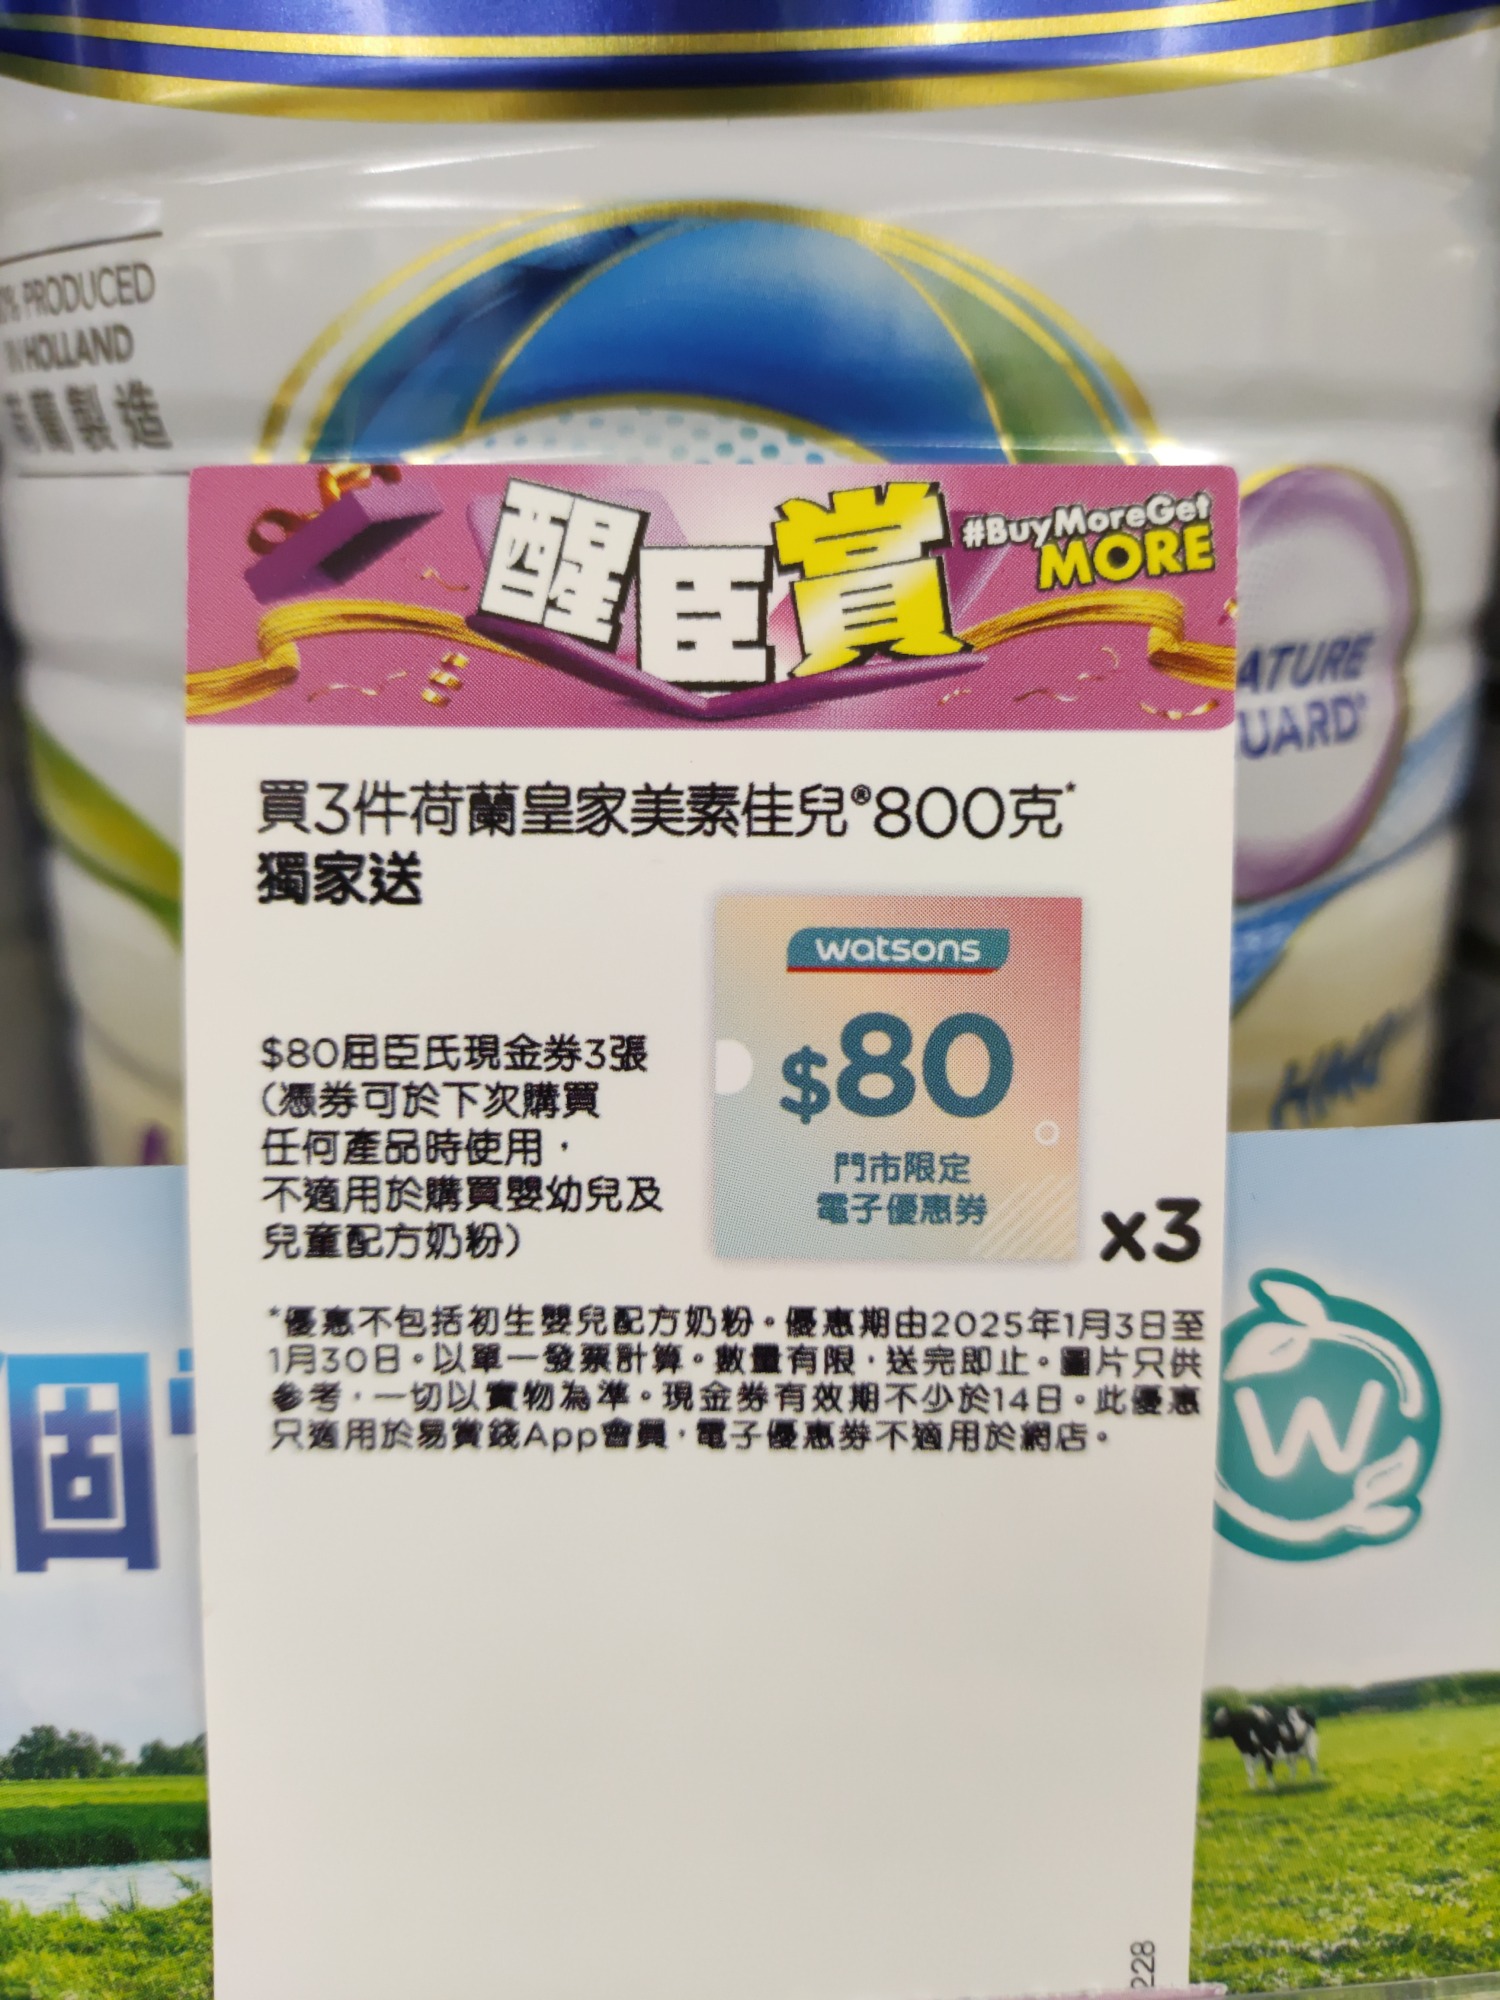 PRODUCED
IN HOLLAND
荷蘭製造
醒臣賞
#BuyMoreGet
MORE
ATURE
UARD
買3件荷蘭皇家美素佳兒®800克*
獨家送
watsons
$80
門市限定
電子優惠券
x3
$80屈臣氏現金券3張
(憑券可於下次購買
任何產品時使用，
不適用於購買嬰幼兒及
兒童配方奶粉)
*優惠不包括初生嬰兒配方奶粉。優惠期由2025年1月3日至
1月30日。以單一發票計算。數量有限，送完即止。圖片只供
參考，一切以實物為準。現金券有效期不少於14日。此優惠
只適用於易賞錢App會員，電子優惠券不適用於網店。
固
W
228